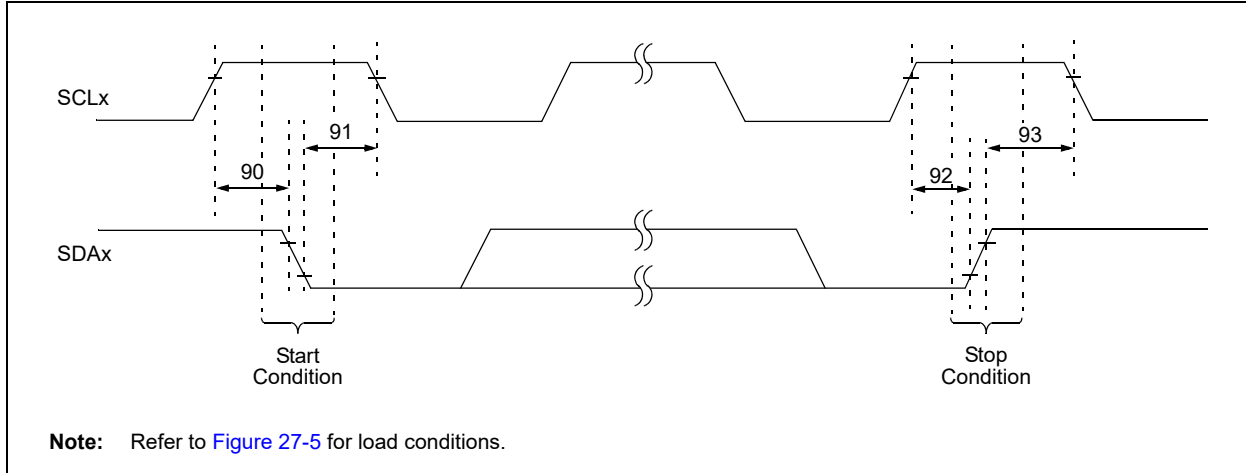 SCLx
91
93
90
92
SDAx
Start
Condition
Stop
Condition
Note: Refer to Figure 27-5 for load conditions.